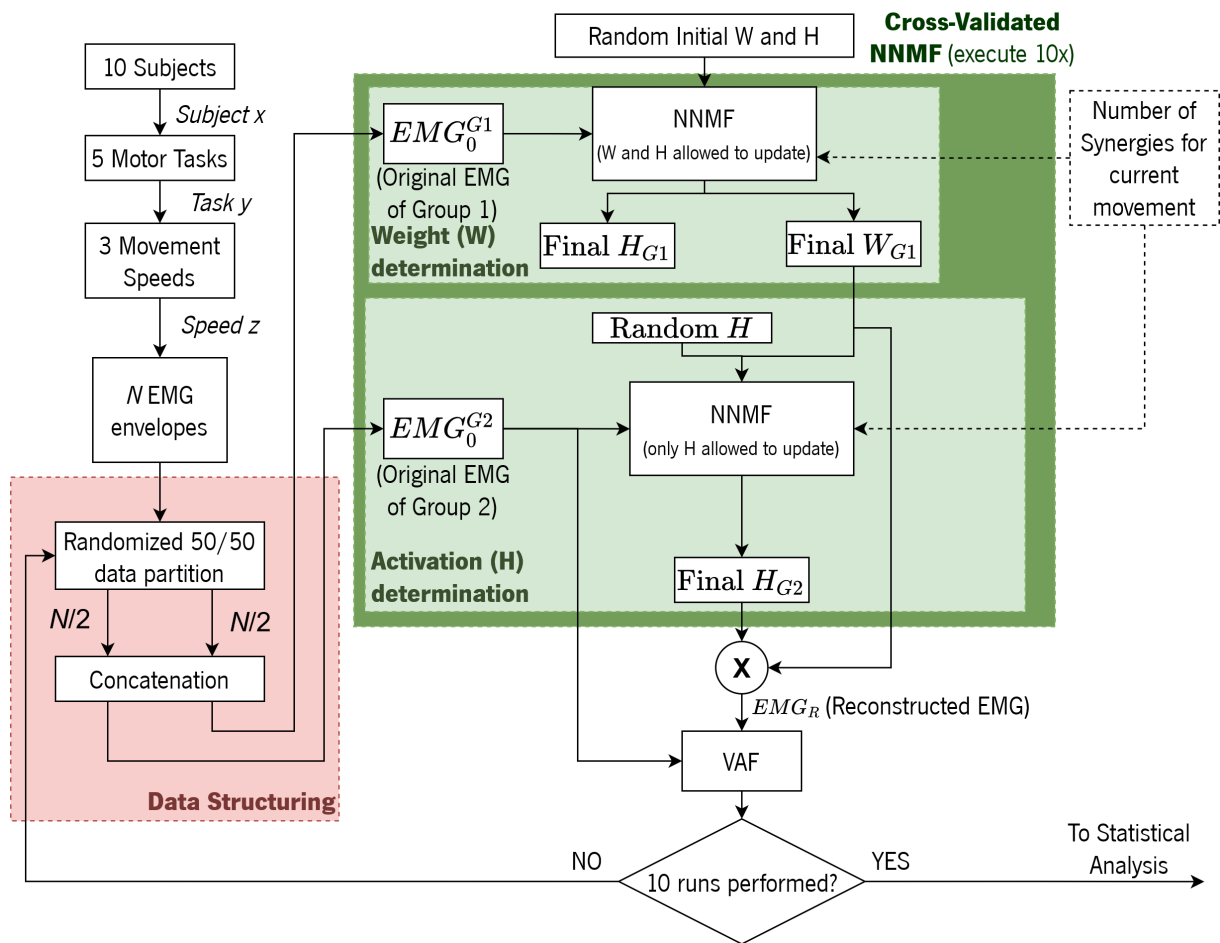 10 Subjects
Subject x
5 Motor Tasks
Task y
3 Movement
Speeds
Speed z
N EMG
envelopes
Randomized 50/50
data partition
N/2
N/2
Concatenation
Data Structuring
Random Initial W and H
Cross-Validated
NNMF (execute 10x)
EMG_0^{G1}
(Original EMG
of Group 1)
Weight (W)
determination
NNMF
(W and H allowed to update)
Final H_{G1}
Final W_{G1}
Number of
Synergies for
current
movement
Random H
EMG_0^{G2}
(Original EMG
of Group 2)
NNMF
(only H allowed to update)
Activation (H)
determination
Final H_{G2}
X
EMG_R (Reconstructed EMG)
VAF
10 runs performed?
NO
YES
To Statistical
Analysis